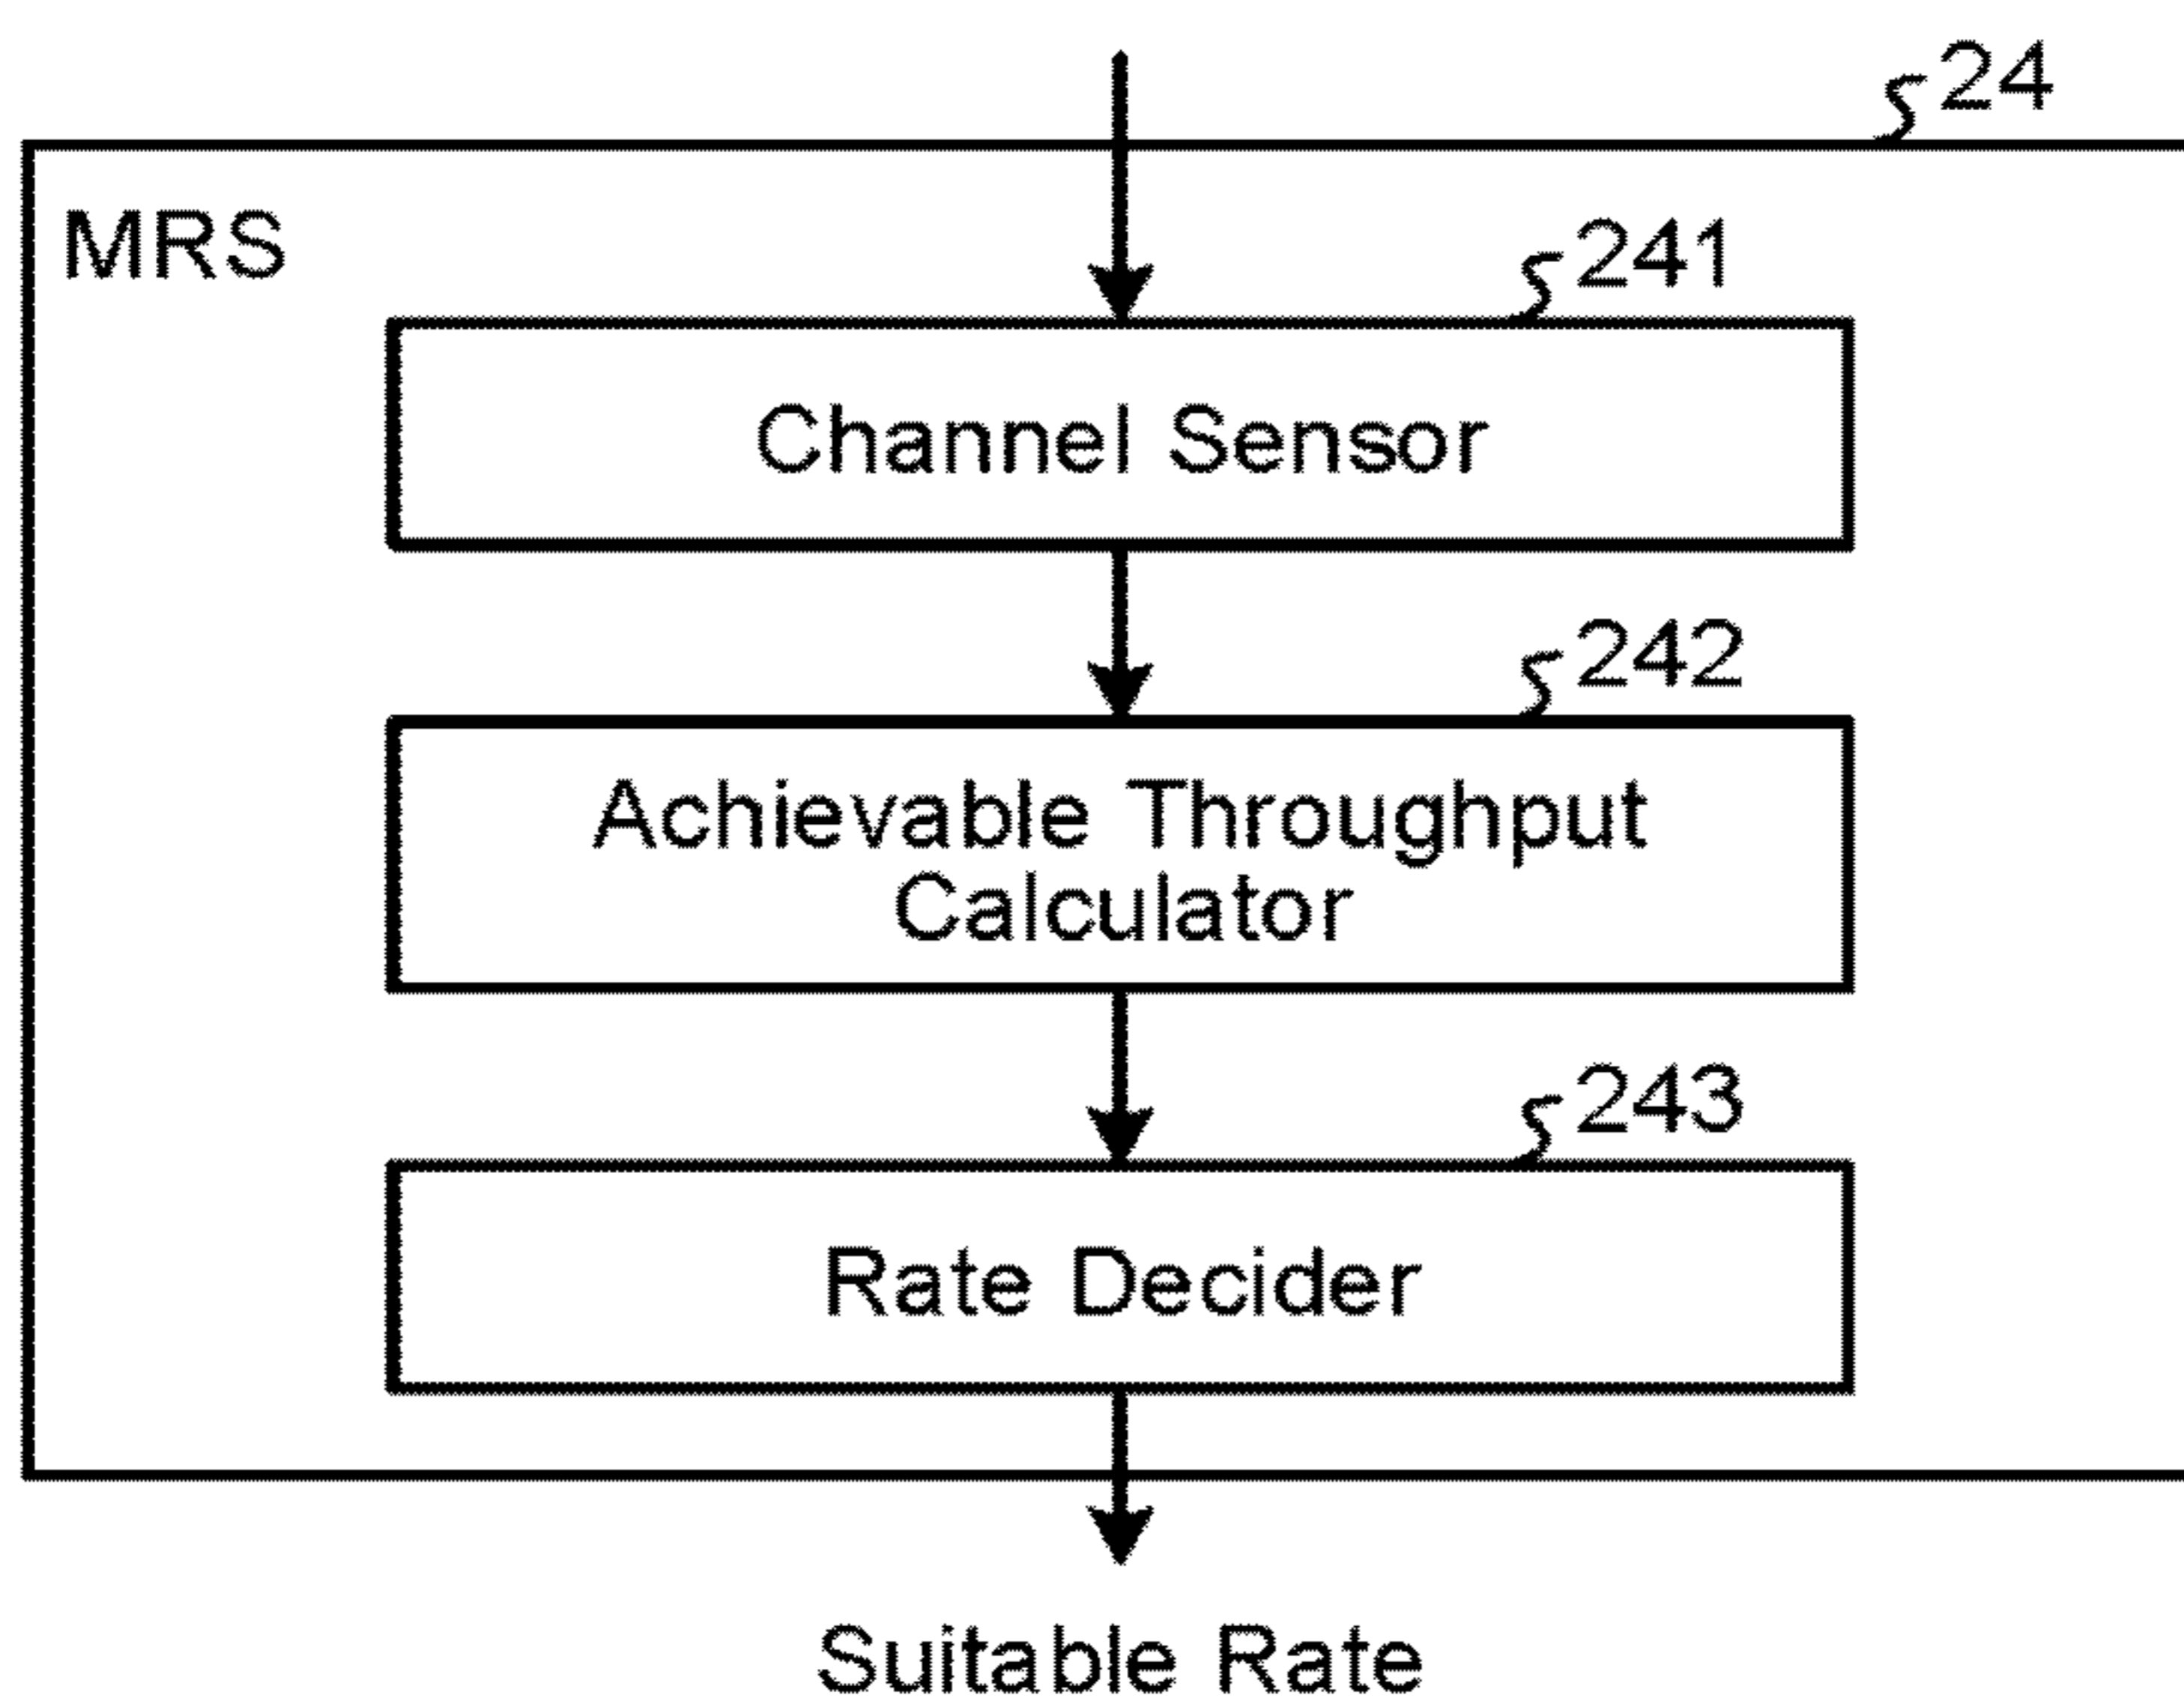 24
MRS
241
Channel Sensor
242
Achievable Throughput
Calculator
243
Rate Decider
Suitable Rate